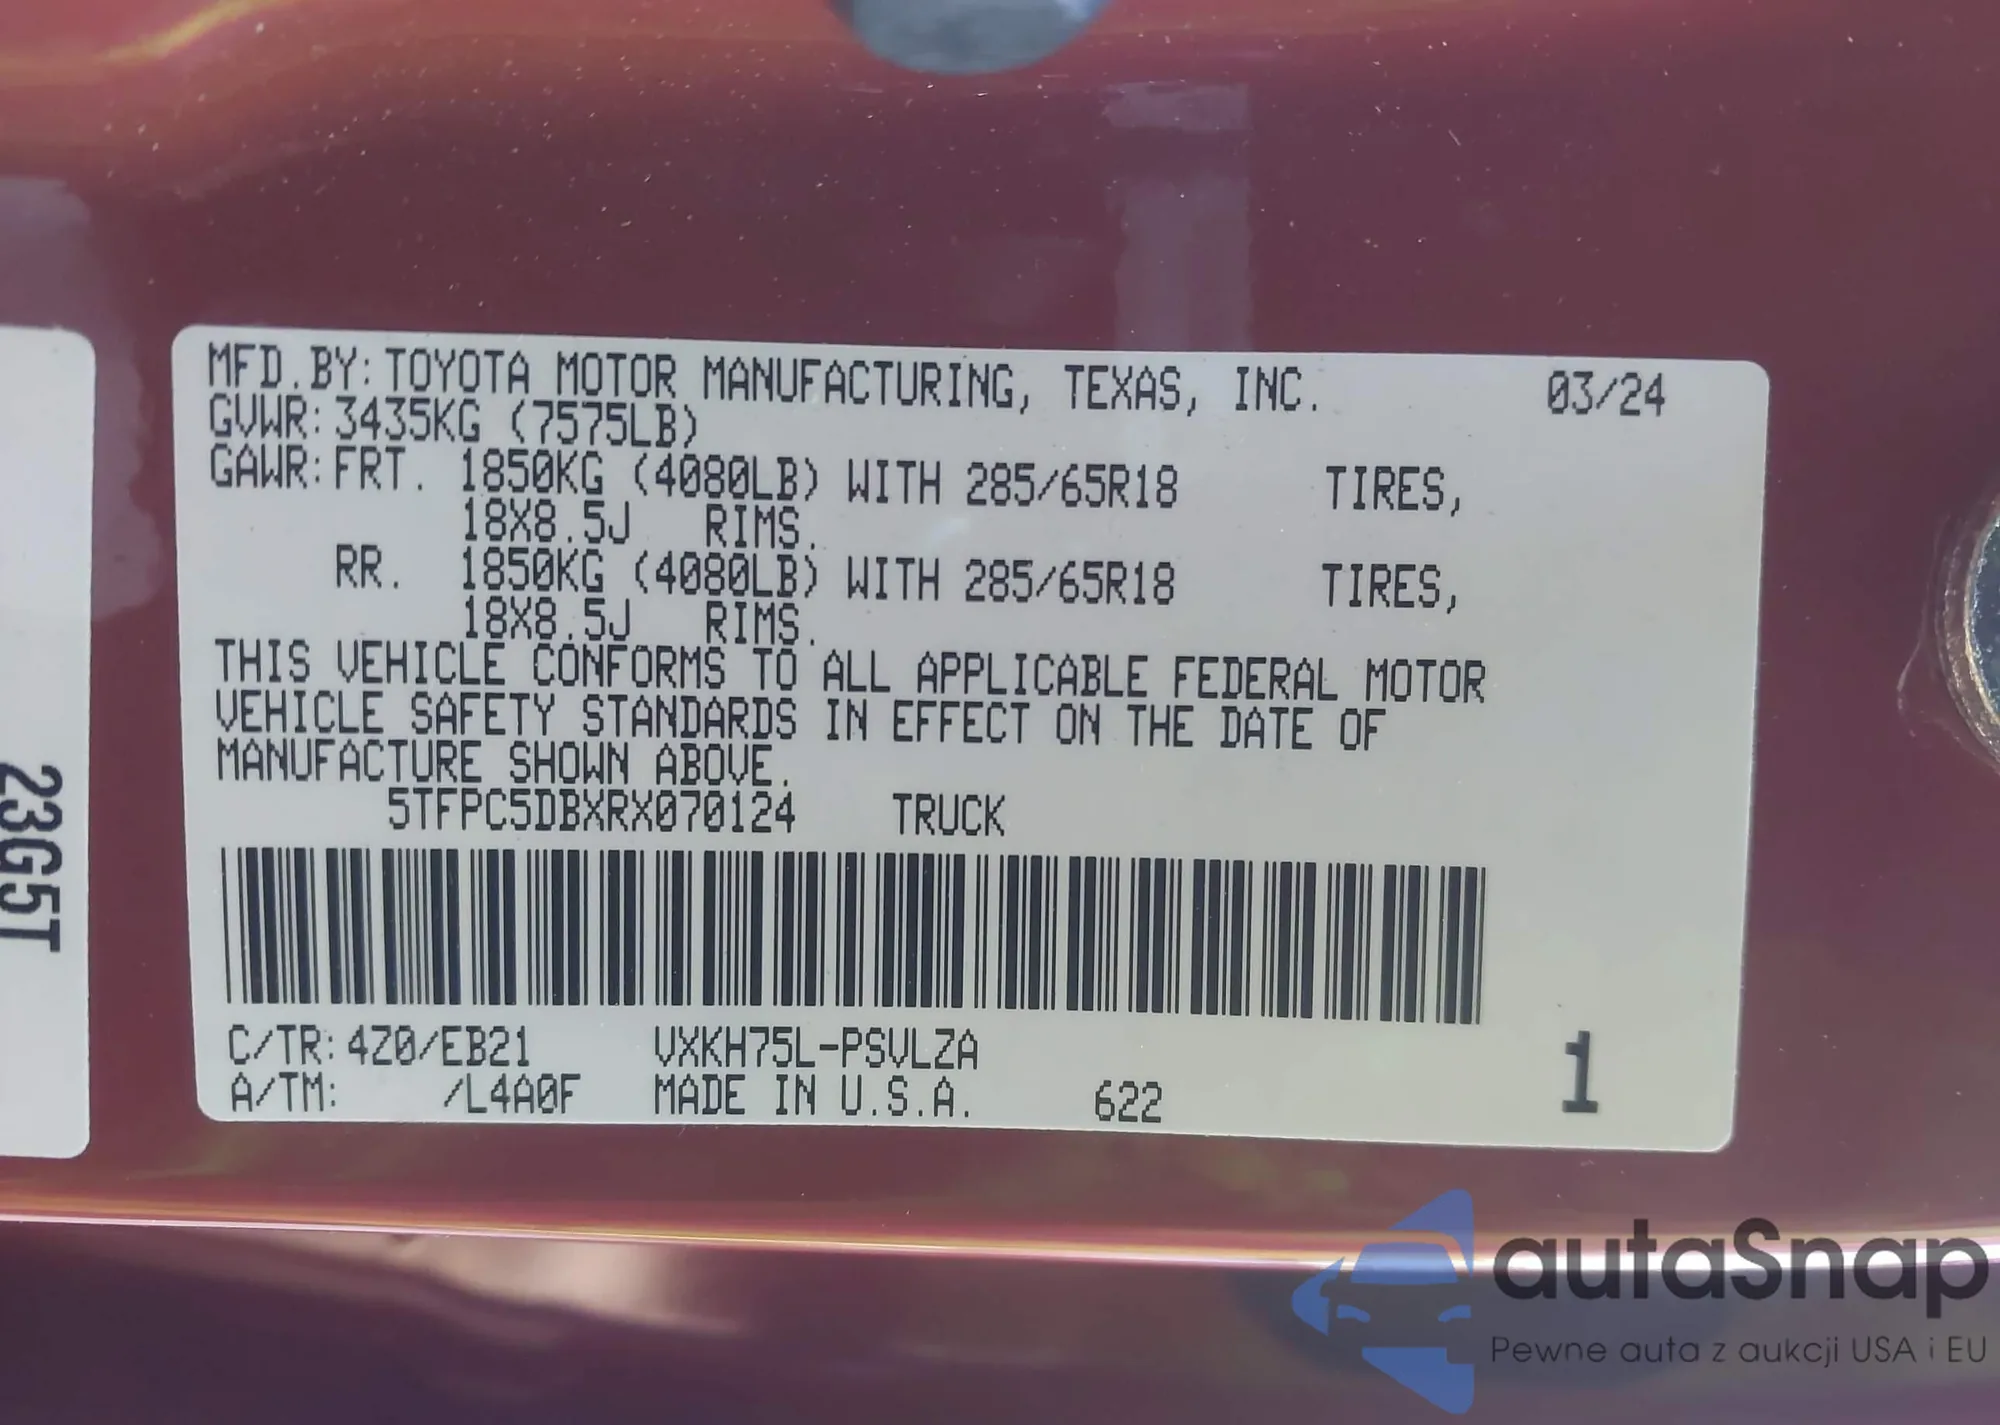 MFD.BY: TOYOTA MOTOR MANUFACTURING, TEXAS, INC. 03/24
GVWR: 3435KG (7575LB)
GAWR: FRT. 1850KG (4080LB) WITH 285/65R18 TIRES,
18X8.5J RIMS.
RR. 1850KG (4080LB) WITH 285/65R18 TIRES,
18X8.5J RIMS.
THIS VEHICLE CONFORMS TO ALL APPLICABLE FEDERAL MOTOR
VEHICLE SAFETY STANDARDS IN EFFECT ON THE DATE OF
MANUFACTURE SHOWN ABOVE.
5TFPC5DBXRX070124 TRUCK
C/TR: 4Z0/EB21 VXKH75L-PSVLZA
A/TM: /L4A0F MADE IN U.S.A. 622
1
23G5T
autaSnap
Pewne auta z aukcji USA i EU